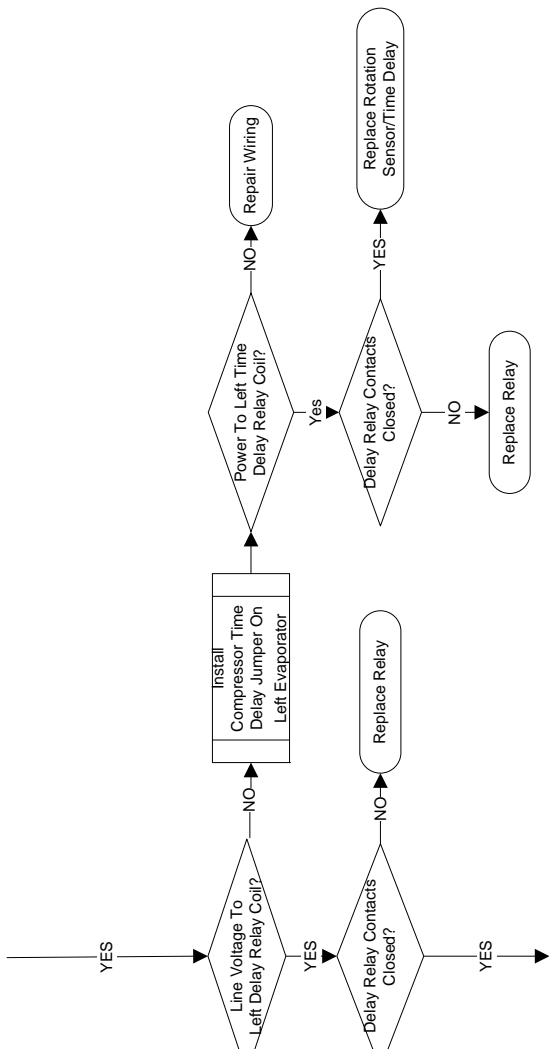 YES
Line Voltage To
Left Delay Relay Coil?
NO
Install
Compressor Time
Delay Jumper On
Left Evaporator
Power To Left Time
Delay Relay Coil?
NO
Repair Wiring
YES
Delay Relay Contacts
Closed?
NO
Replace Relay
YES
Yes
Delay Relay Contacts
Closed?
YES
Replace Rotation
Sensor/Time Delay
NO
Replace Relay